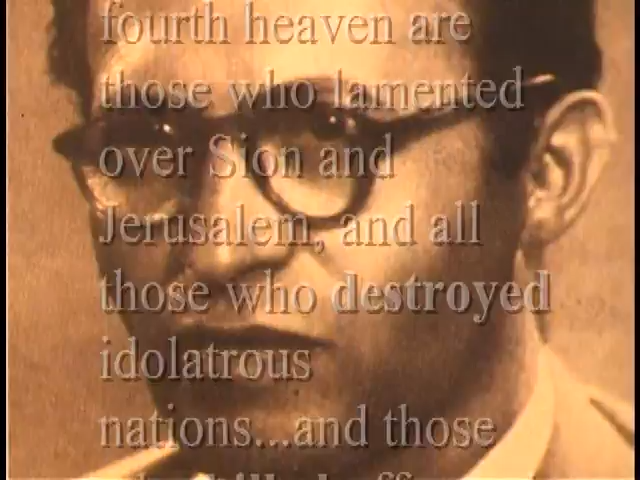 fourth heaven are
those who lamented
over Sion and
Jerusalem, and all
those who destroyed
idolatrous
nations...and those